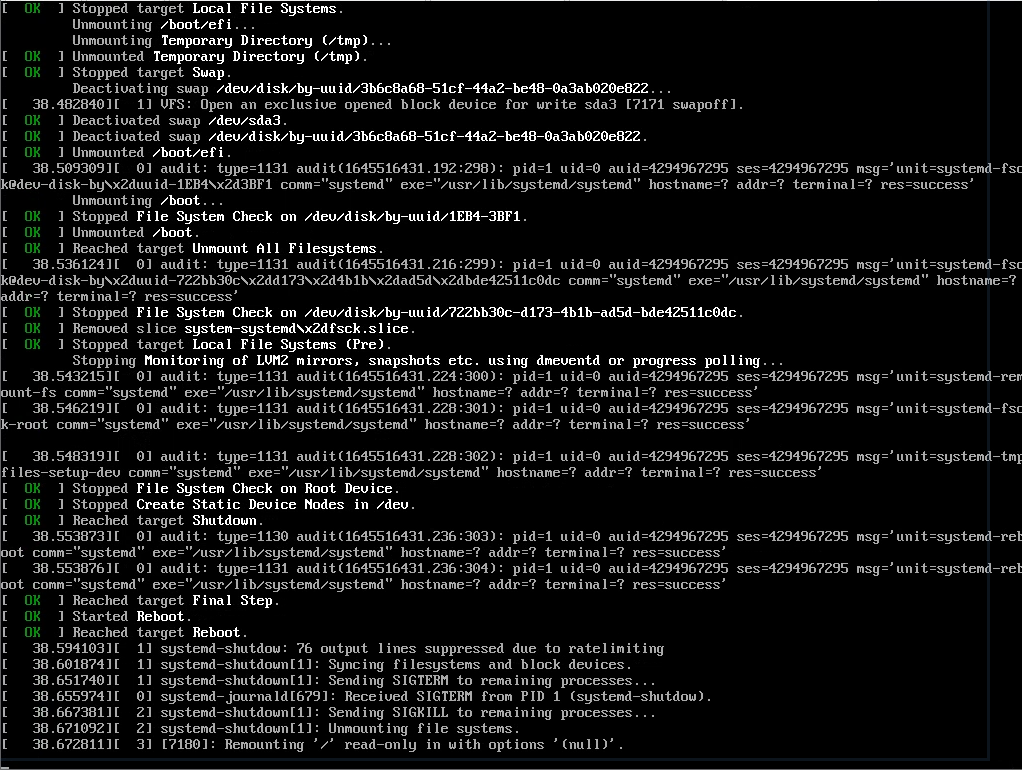 [  OK  ] Stopped target Local File Systems.
         Unmounting /boot/efi...
         Unmounting Temporary Directory (/tmp)...
[  OK  ] Unmounted Temporary Directory (/tmp).
[  OK  ] Stopped target Swap.
         Deactivating swap /dev/disk/by-uuid/3b6c8a68-51cf-44a2-be48-0a3ab020e822...
[   38.482840][  1] VFS: Open an exclusive opened block device for write sda3 [7171 swapoff].
[  OK  ] Deactivated swap /dev/sda3.
[  OK  ] Deactivated swap /dev/disk/by-uuid/3b6c8a68-51cf-44a2-be48-0a3ab020e822.
[  OK  ] Unmounted /boot/efi.
[   38.509309][  0] audit: type=1131 audit(1645516431.192:298): pid=1 uid=0 auid=4294967295 ses=4294967295 msg='unit=systemd-fsc
k@dev-disk-by\x2duuid-1EB4\x2d3BF1 comm="systemd" exe="/usr/lib/systemd/systemd" hostname=? addr=? terminal=? res=success'
         Unmounting /boot...
[  OK  ] Stopped File System Check on /dev/disk/by-uuid/1EB4-3BF1.
[  OK  ] Unmounted /boot.
[  OK  ] Reached target Unmount All Filesystems.
[   38.536124][  0] audit: type=1131 audit(1645516431.216:299): pid=1 uid=0 auid=4294967295 ses=4294967295 msg='unit=systemd-fsc
k@dev-disk-by\x2duuid-722bb30c\x2dd173\x2d4b1b\x2dad5d\x2dbde42511c0dc comm="systemd" exe="/usr/lib/systemd/systemd" hostname=?
addr=? terminal=? res=success'
[  OK  ] Stopped File System Check on /dev/disk/by-uuid/722bb30c-d173-4b1b-ad5d-bde42511c0dc.
[  OK  ] Removed slice system-systemd\x2dfsck.slice.
[  OK  ] Stopped target Local File Systems (Pre).
         Stopping Monitoring of LVM2 mirrors, snapshots etc. using dmeventd or progress polling...
[   38.543215][  0] audit: type=1131 audit(1645516431.224:300): pid=1 uid=0 auid=4294967295 ses=4294967295 msg='unit=systemd-rem
ount-fs comm="systemd" exe="/usr/lib/systemd/systemd" hostname=? addr=? terminal=? res=success'
[   38.546219][  0] audit: type=1131 audit(1645516431.228:301): pid=1 uid=0 auid=4294967295 ses=4294967295 msg='unit=systemd-fsc
k-root comm="systemd" exe="/usr/lib/systemd/systemd" hostname=? addr=? terminal=? res=success'
[   38.548319][  0] audit: type=1131 audit(1645516431.228:302): pid=1 uid=0 auid=4294967295 ses=4294967295 msg='unit=systemd-tmp
files-setup-dev comm="systemd" exe="/usr/lib/systemd/systemd" hostname=? addr=? terminal=? res=success'
[  OK  ] Stopped File System Check on Root Device.
[  OK  ] Stopped Create Static Device Nodes in /dev.
[  OK  ] Reached target Shutdown.
[   38.553873][  0] audit: type=1130 audit(1645516431.236:303): pid=1 uid=0 auid=4294967295 ses=4294967295 msg='unit=systemd-reb
oot comm="systemd" exe="/usr/lib/systemd/systemd" hostname=? addr=? terminal=? res=success'
[   38.553876][  0] audit: type=1131 audit(1645516431.236:304): pid=1 uid=0 auid=4294967295 ses=4294967295 msg='unit=systemd-reb
oot comm="systemd" exe="/usr/lib/systemd/systemd" hostname=? addr=? terminal=? res=success'
[  OK  ] Reached target Final Step.
[  OK  ] Started Reboot.
[  OK  ] Reached target Reboot.
[   38.594103][  1] systemd-shutdow: 76 output lines suppressed due to ratelimiting
[   38.601874][  1] systemd-shutdown[1]: Syncing filesystems and block devices.
[   38.651740][  1] systemd-shutdown[1]: Sending SIGTERM to remaining processes...
[   38.655974][  0] systemd-journald[679]: Received SIGTERM from PID 1 (systemd-shutdow).
[   38.667381][  2] systemd-shutdown[1]: Sending SIGKILL to remaining processes...
[   38.671092][  2] systemd-shutdown[1]: Unmounting file systems.
[   38.672811][  3] [7180]: Remounting '/' read-only in with options '(null)'.